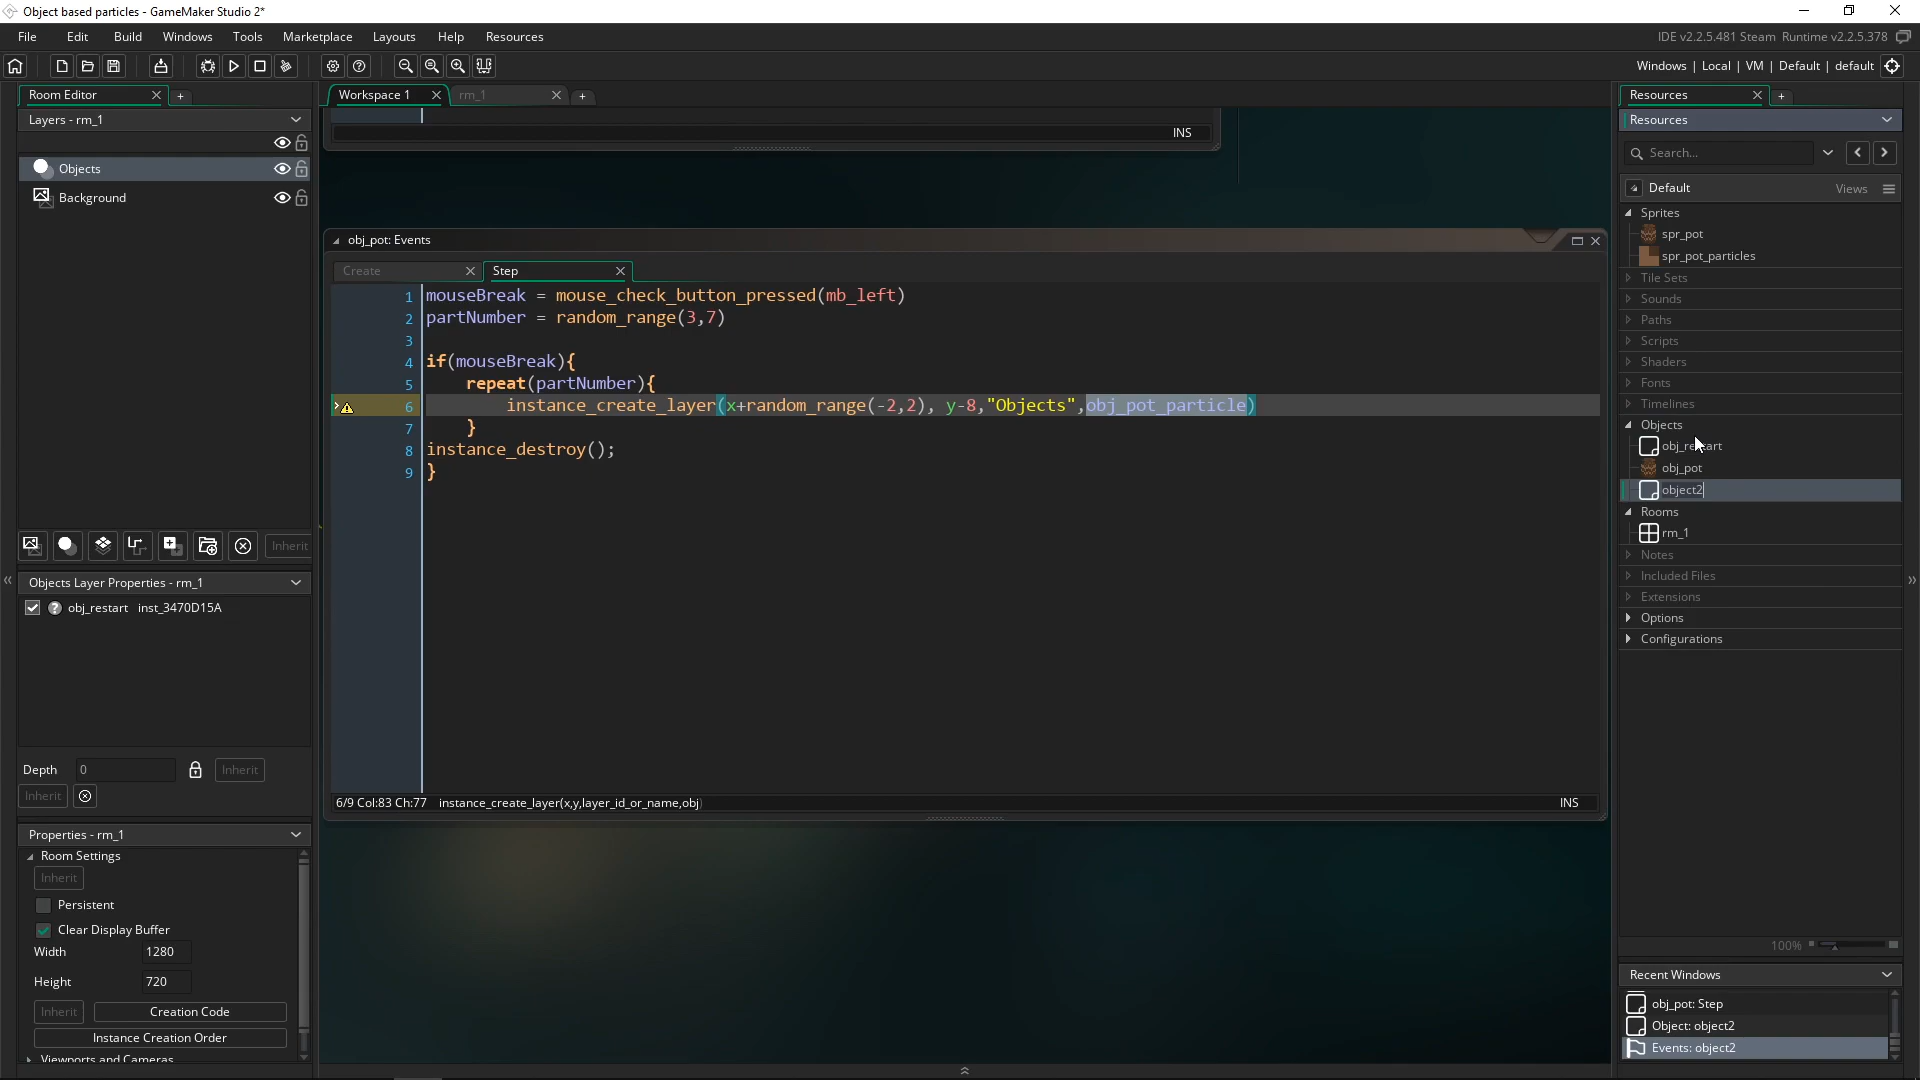 Object based particles - GameMaker Studio 2*
File Edit Build Windows Tools Marketplace Layouts Help Resources
IDE v2.2.5.481 Steam Runtime v2.2.5.378
Windows | Local | VM | Default | default
Room Editor
Layers - rm_1
Objects
Background
Inherit
Objects Layer Properties - rm_1
obj_restart inst_3470D15A
Depth 0 Inherit
Inherit
Properties - rm_1
Room Settings
Inherit
Persistent
Clear Display Buffer
Width 1280
Height 720
Inherit Creation Code
Instance Creation Order
Viewports and Cameras
Workspace 1 rm_1
INS
obj_pot: Events
Create Step
1 mouseBreak = mouse_check_button_pressed(mb_left)
2 partNumber = random_range(3,7)
3
4 if(mouseBreak){
5 repeat(partNumber){
6 instance_create_layer(x+random_range(-2,2), y-8,"Objects",obj_pot_particle)
7 }
8 instance_destroy();
9 }
6/9 Col:83 Ch:77 instance_create_layer(x,y,layer_id_or_name,obj)
INS
Resources
Resources
Search...
Default Views
Sprites
spr_pot
spr_pot_particles
Tile Sets
Sounds
Paths
Scripts
Shaders
Fonts
Timelines
Objects
obj_restart
obj_pot
object2
Rooms
rm_1
Notes
Included Files
Extensions
Options
Configurations
100%
Recent Windows
obj_pot: Step
Object: object2
Events: object2